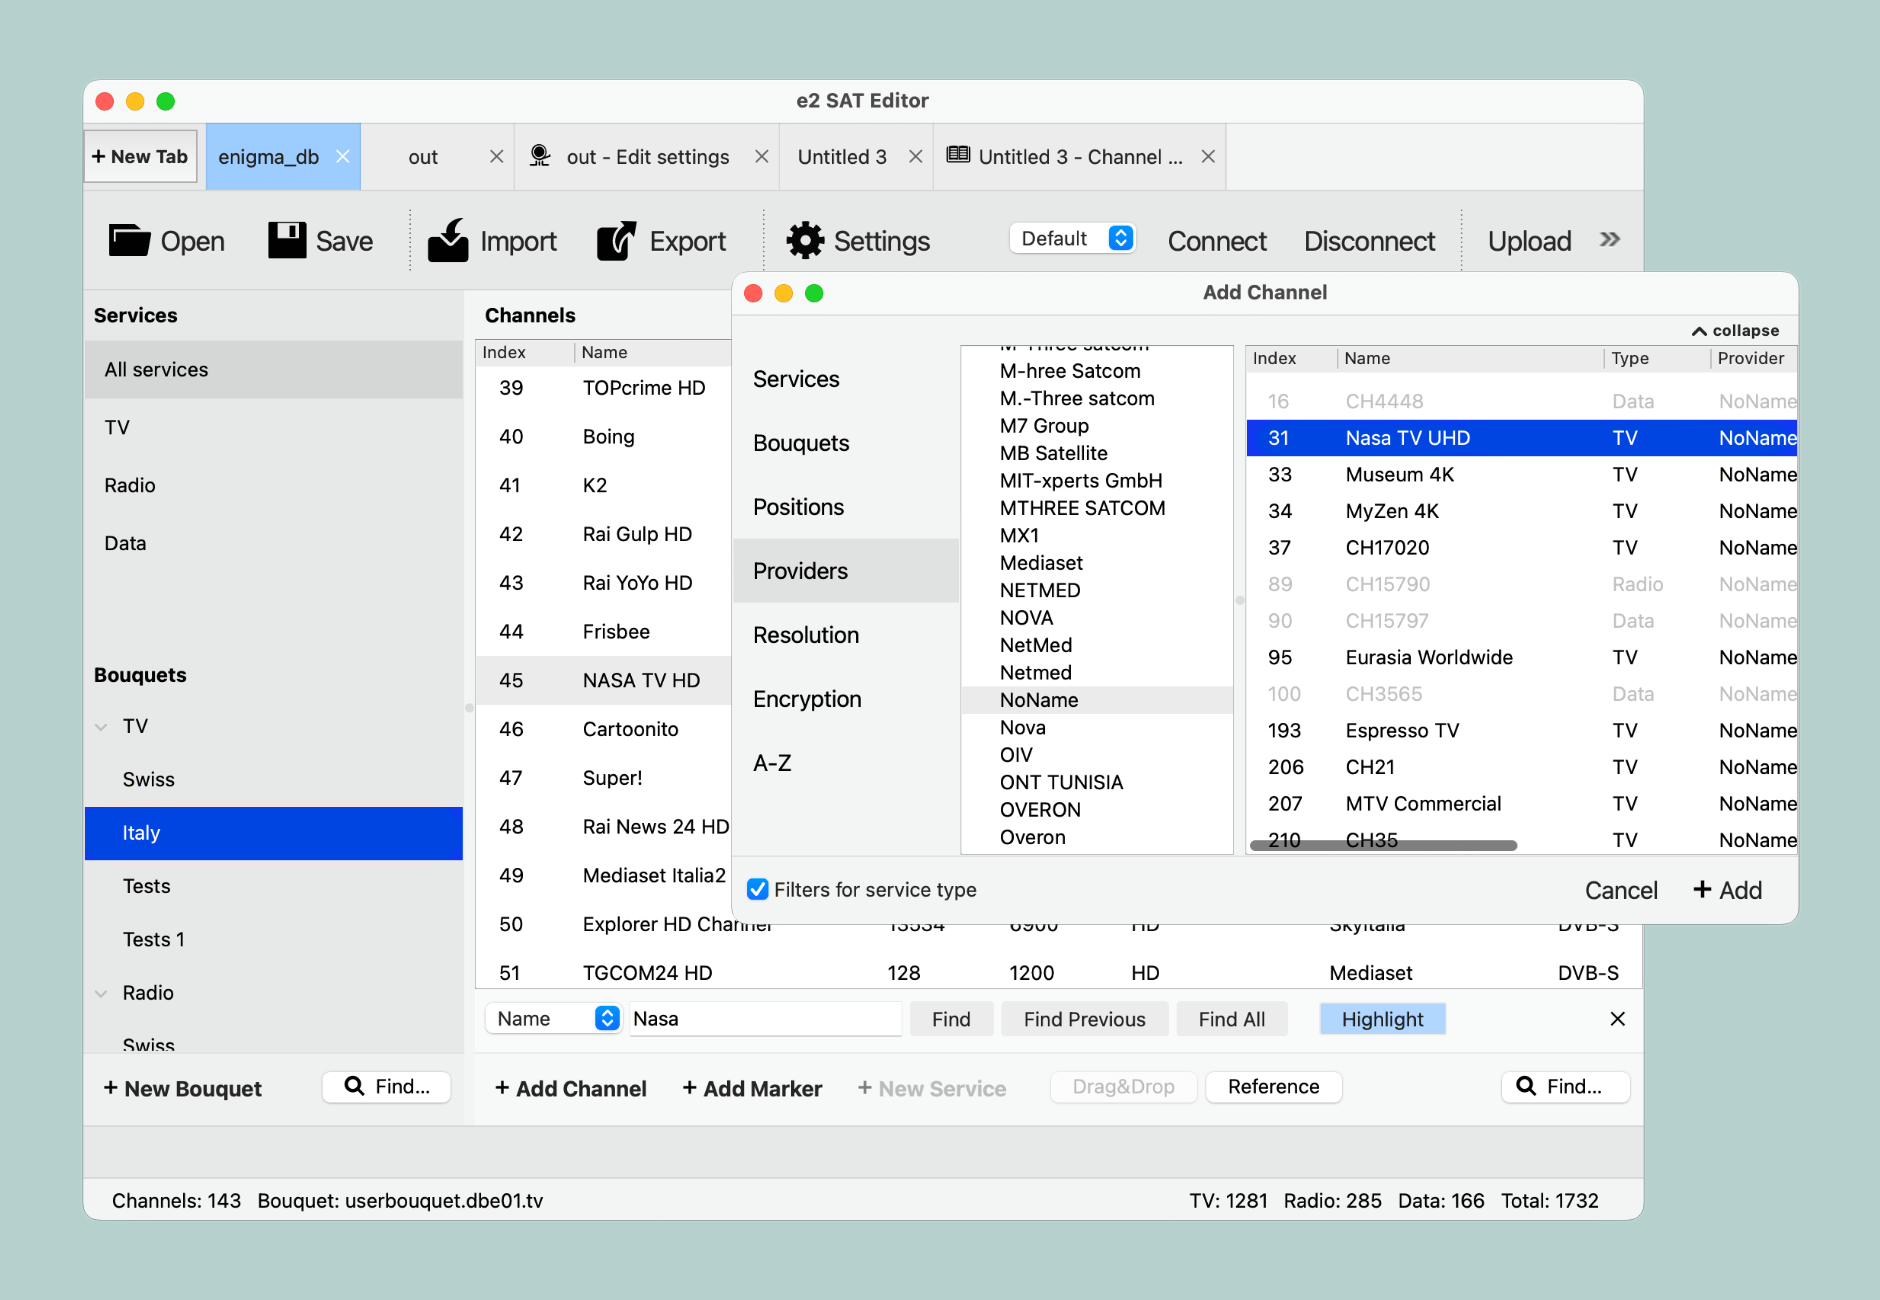 e2 SAT Editor
+ New Tab
enigma_db
out
out - Edit settings
Untitled 3
Untitled 3 - Channel ...
Open
Save
Import
Export
Settings
Default
Connect
Disconnect
Upload
Services
All services
TV
Radio
Data
Bouquets
TV
Swiss
Italy
Tests
Tests 1
Radio
Swiss
+ New Bouquet
Find...
Channels
Index Name
39 TOPcrime HD
40 Boing
41 K2
42 Rai Gulp HD
43 Rai YoYo HD
44 Frisbee
45 NASA TV HD
46 Cartoonito
47 Super!
48 Rai News 24 HD
49 Mediaset Italia2
50 Explorer HD Channel 13534 6900 HD Skyitalia DVB-S
51 TGCOM24 HD 128 1200 HD Mediaset DVB-S
Name
Nasa
Find
Find Previous
Find All
Highlight
+ Add Channel
+ Add Marker
+ New Service
Drag&Drop
Reference
Find...
Add Channel
collapse
Services
Bouquets
Positions
Providers
Resolution
Encryption
A-Z
M-Three satcom
M-hree Satcom
M.-Three satcom
M7 Group
MB Satellite
MIT-xperts GmbH
MTHREE SATCOM
MX1
Mediaset
NETMED
NOVA
NetMed
Netmed
NoName
Nova
OIV
ONT TUNISIA
OVERON
Overon
Index Name Type Provider
16 CH4448 Data NoName
31 Nasa TV UHD TV NoName
33 Museum 4K TV NoName
34 MyZen 4K TV NoName
37 CH17020 TV NoName
89 CH15790 Radio NoName
90 CH15797 Data NoName
95 Eurasia Worldwide TV NoName
100 CH3565 Data NoName
193 Espresso TV TV NoName
206 CH21 TV NoName
207 MTV Commercial TV NoName
210 CH35 TV NoName
Filters for service type
Cancel
+ Add
Channels: 143 Bouquet: userbouquet.dbe01.tv
TV: 1281 Radio: 285 Data: 166 Total: 1732